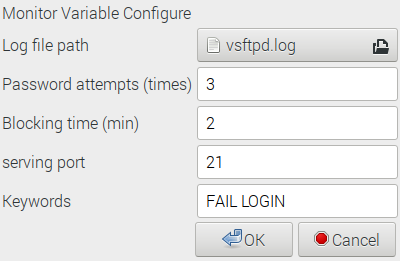 Monitor Variable Configure
Log file path vsftpd.log
Password attempts (times) 3
Blocking time (min) 2
serving port 21
Keywords FAIL LOGIN
OK Cancel